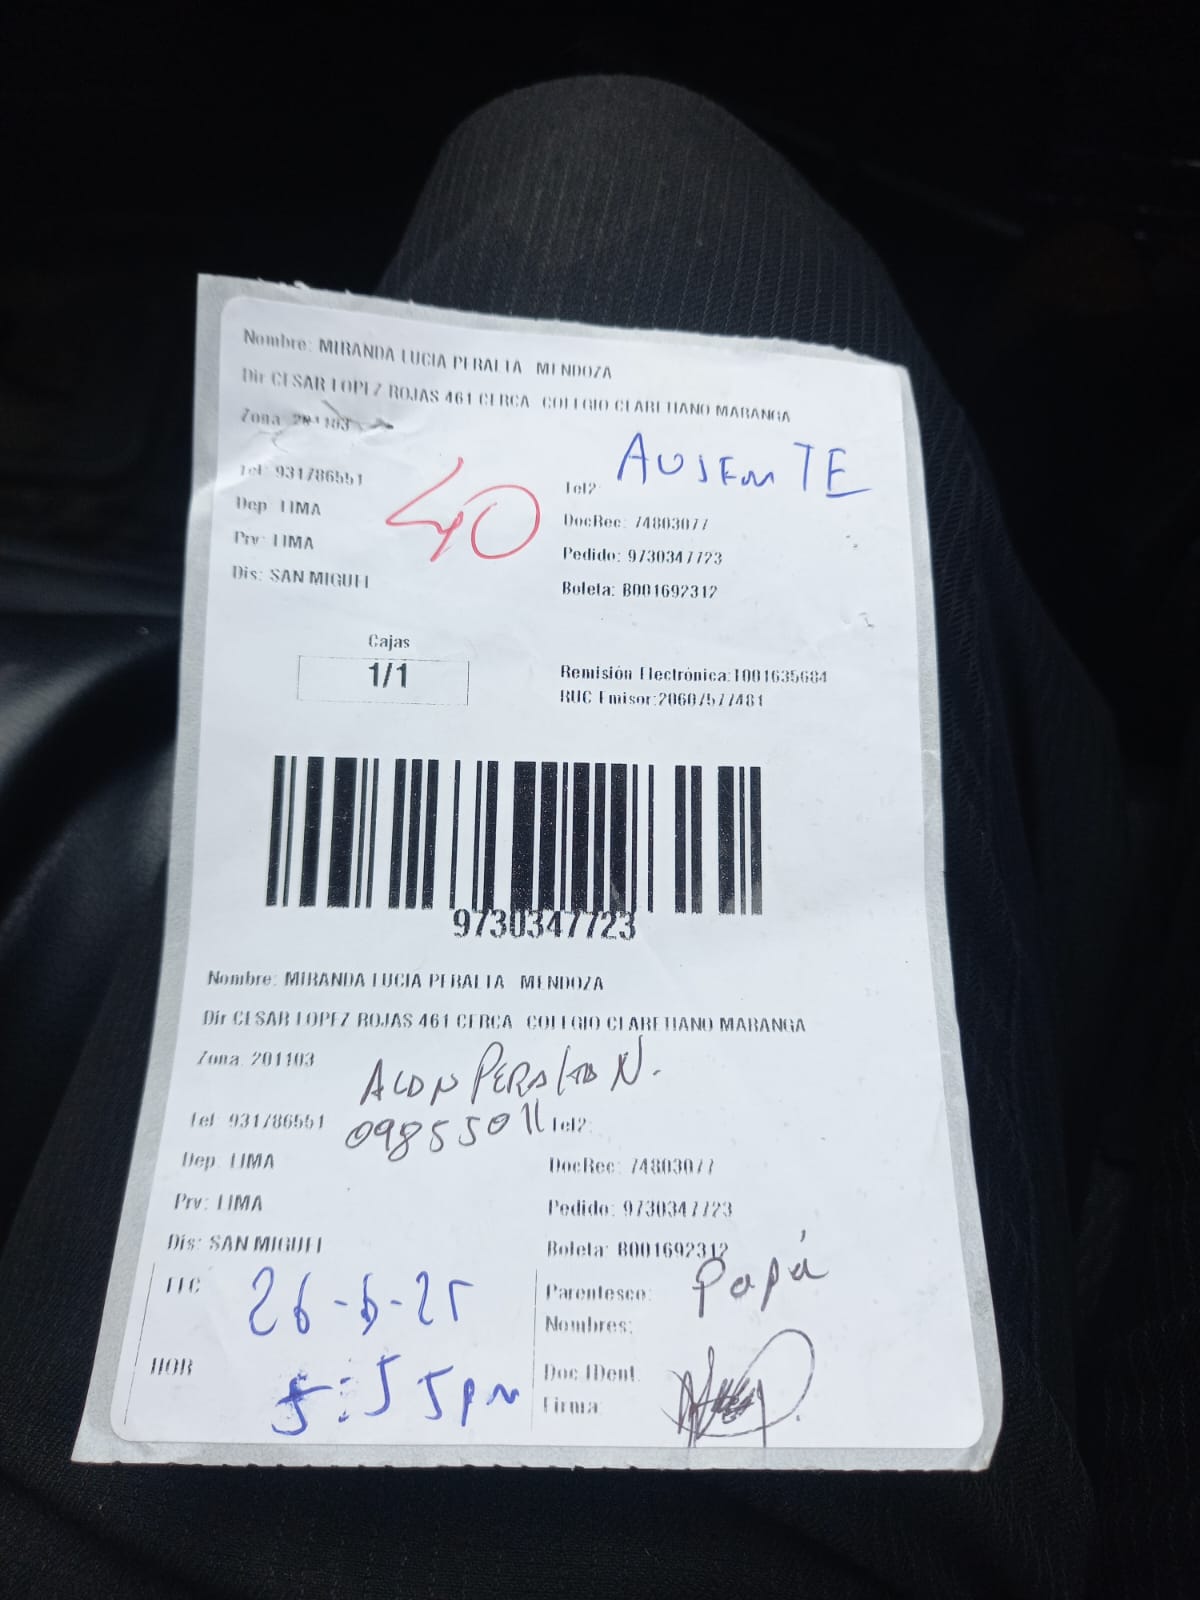 Nombre: MIRANDA LUCIA PERALTA MENDOZA
Dir CESAR LOPEZ ROJAS 461 CERCA COLEGIO CLARETIANO MARANGA
Zona 201103
AUSENTE
Tel: 931786551 Tel2:
40
Dep: LIMA DocRec: 74803077
Prv: LIMA Pedido: 9730347723
Dis: SAN MIGUEL Boleta: B001692312
Cajas
1/1
Remisión Electrónica:T001635684
RUC Emisor:20607577481
9730347723
Nombre: MIRANDA LUCIA PERALTA MENDOZA
Dir CESAR LOPEZ ROJAS 461 CERCA COLEGIO CLARETIANO MARANGA
Zona 201103
Tel: 931786551 09855011 Tel2:
Dep: LIMA DocRec: 74803077
Prv: LIMA Pedido: 9730347723
Dis: SAN MIGUEL Boleta: B001692312
FEC 26-6-25 Parentesco: Papá
Nombres:
HOR 5:55pm Doc IDent.
Firma